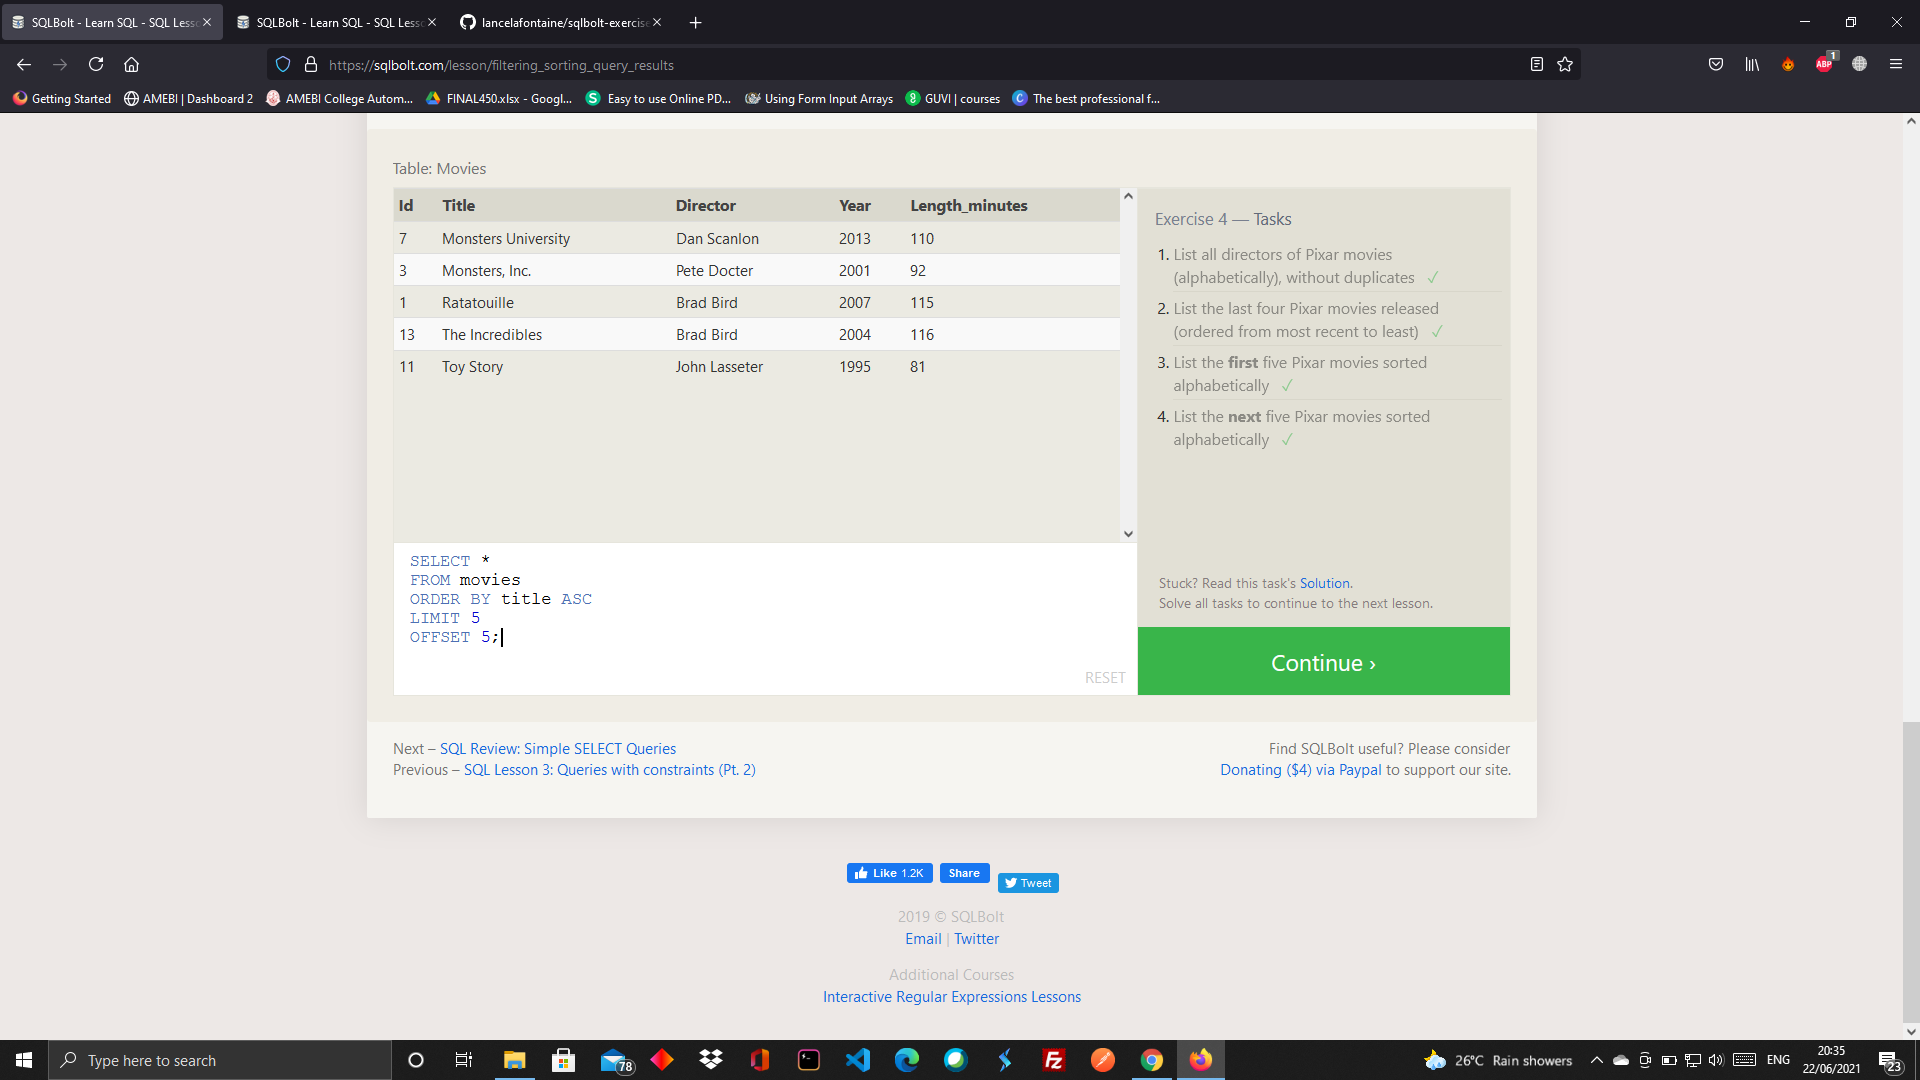 SQLBolt - Learn SQL - SQL Less
SQLBolt - Learn SQL - SQL Less
lancelafontaine/sqlbolt-exercise
https://sqlbolt.com/lesson/filtering_sorting_query_results
ABP
1
Getting Started
AMEBI | Dashboard 2
AMEBI College Autom...
FINAL450.xlsx - Googl...
Easy to use Online PD...
Using Form Input Arrays
GUVI | courses
The best professional f...
Table: Movies
Id Title Director Year Length_minutes
7 Monsters University Dan Scanlon 2013 110
3 Monsters, Inc. Pete Docter 2001 92
1 Ratatouille Brad Bird 2007 115
13 The Incredibles Brad Bird 2004 116
11 Toy Story John Lasseter 1995 81
Exercise 4 — Tasks
1. List all directors of Pixar movies
(alphabetically), without duplicates ✓
2. List the last four Pixar movies released
(ordered from most recent to least) ✓
3. List the first five Pixar movies sorted
alphabetically ✓
4. List the next five Pixar movies sorted
alphabetically ✓
Stuck? Read this task's Solution.
Solve all tasks to continue to the next lesson.
Continue ›
SELECT *
FROM movies
ORDER BY title ASC
LIMIT 5
OFFSET 5;
RESET
Next – SQL Review: Simple SELECT Queries
Previous – SQL Lesson 3: Queries with constraints (Pt. 2)
Find SQLBolt useful? Please consider
Donating ($4) via Paypal to support our site.
Like 1.2K
Share
Tweet
2019 © SQLBolt
Email | Twitter
Additional Courses
Interactive Regular Expressions Lessons
Type here to search
78
26°C Rain showers
ENG
20:35
22/06/2021
23